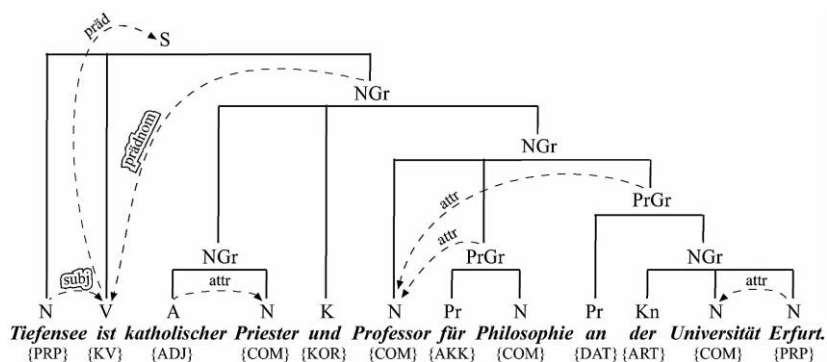 präd
S
NGr
prädnom
NGr
attr
PrGr
attr
NGr PrGr NGr
subj attr attr
N V A N K N Pr N Pr Kn N N
Tiefensee ist katholischer Priester und Professor für Philosophie an der Universität Erfurt.
{PRP} {KV} {ADJ} {COM} {KOR} {COM} {AKK} {COM} {DAT} {ART} {COM} {PRP}